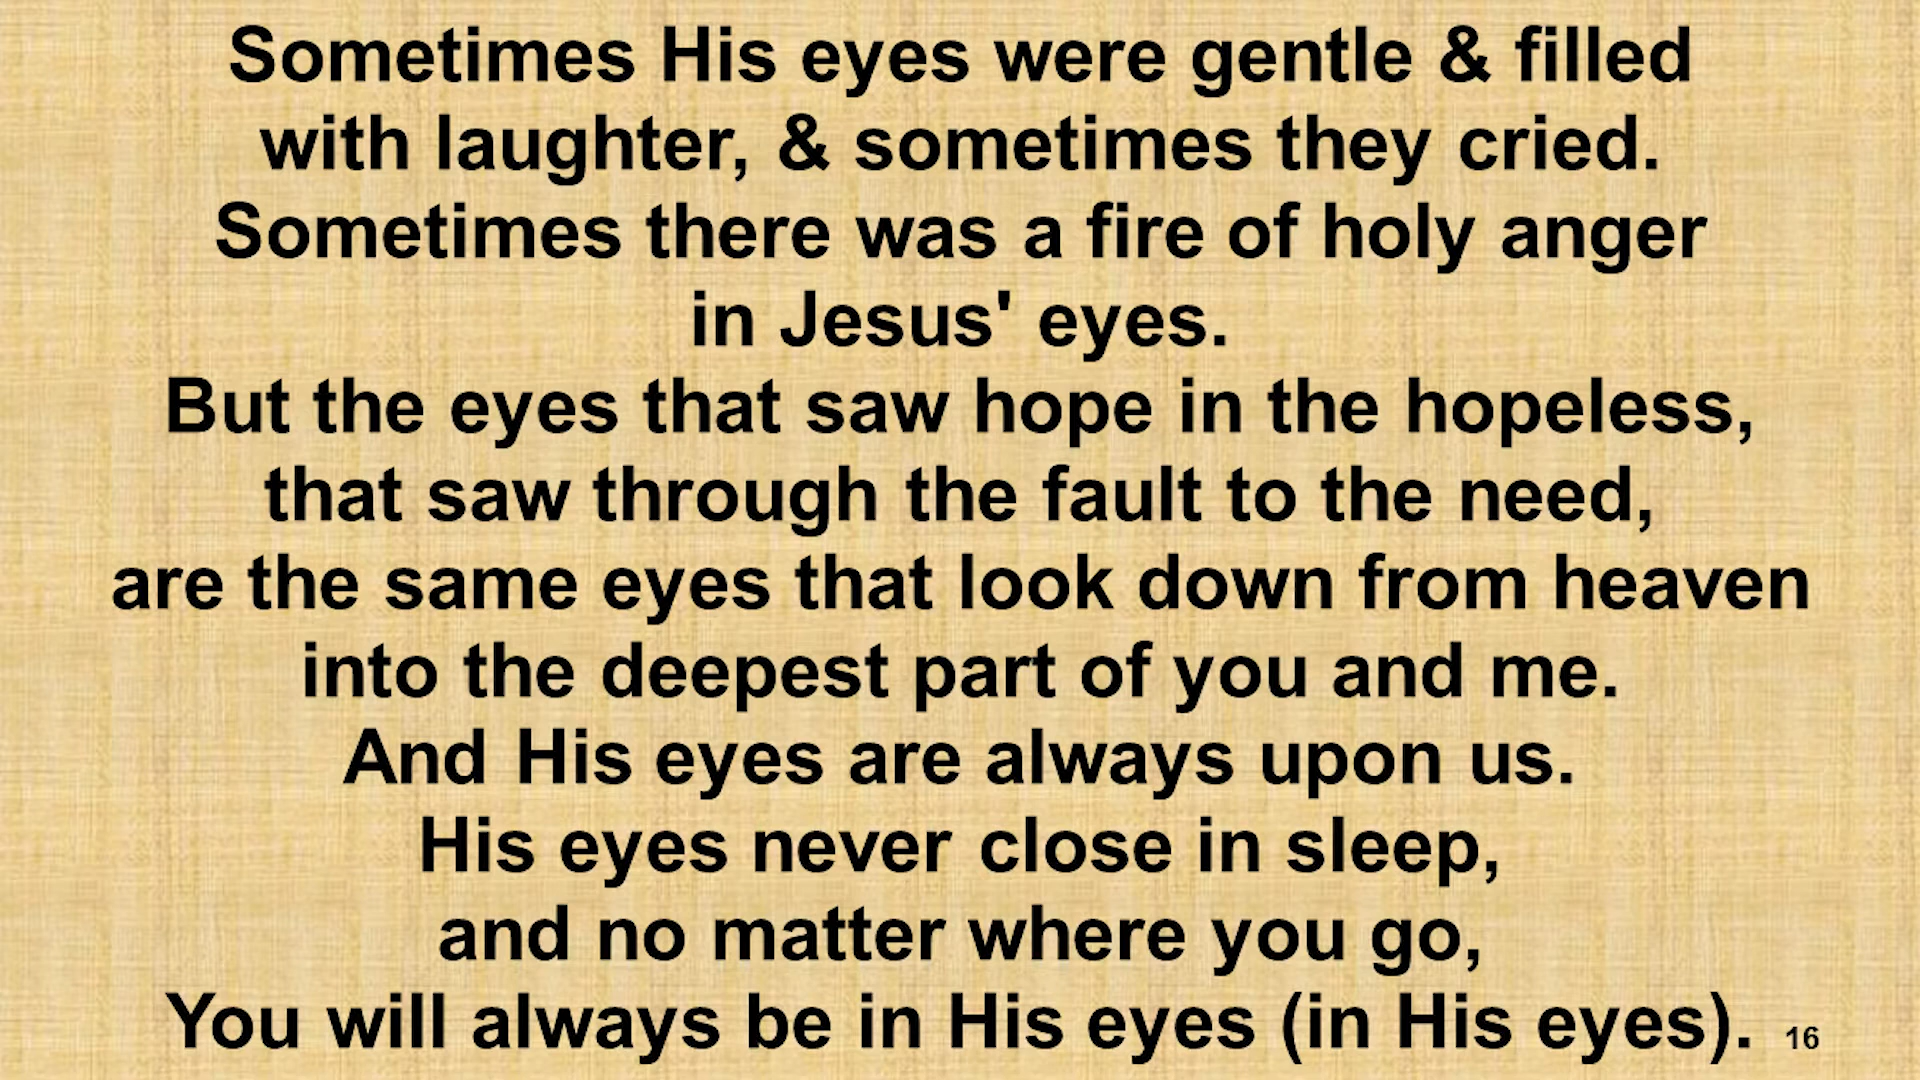 Sometimes His eyes were gentle & filled
with laughter, & sometimes they cried.
Sometimes there was a fire of holy anger
in Jesus' eyes.
But the eyes that saw hope in the hopeless,
that saw through the fault to the need,
are the same eyes that look down from heaven
into the deepest part of you and me.
And His eyes are always upon us.
His eyes never close in sleep,
and no matter where you go,
You will always be in His eyes (in His eyes).
16